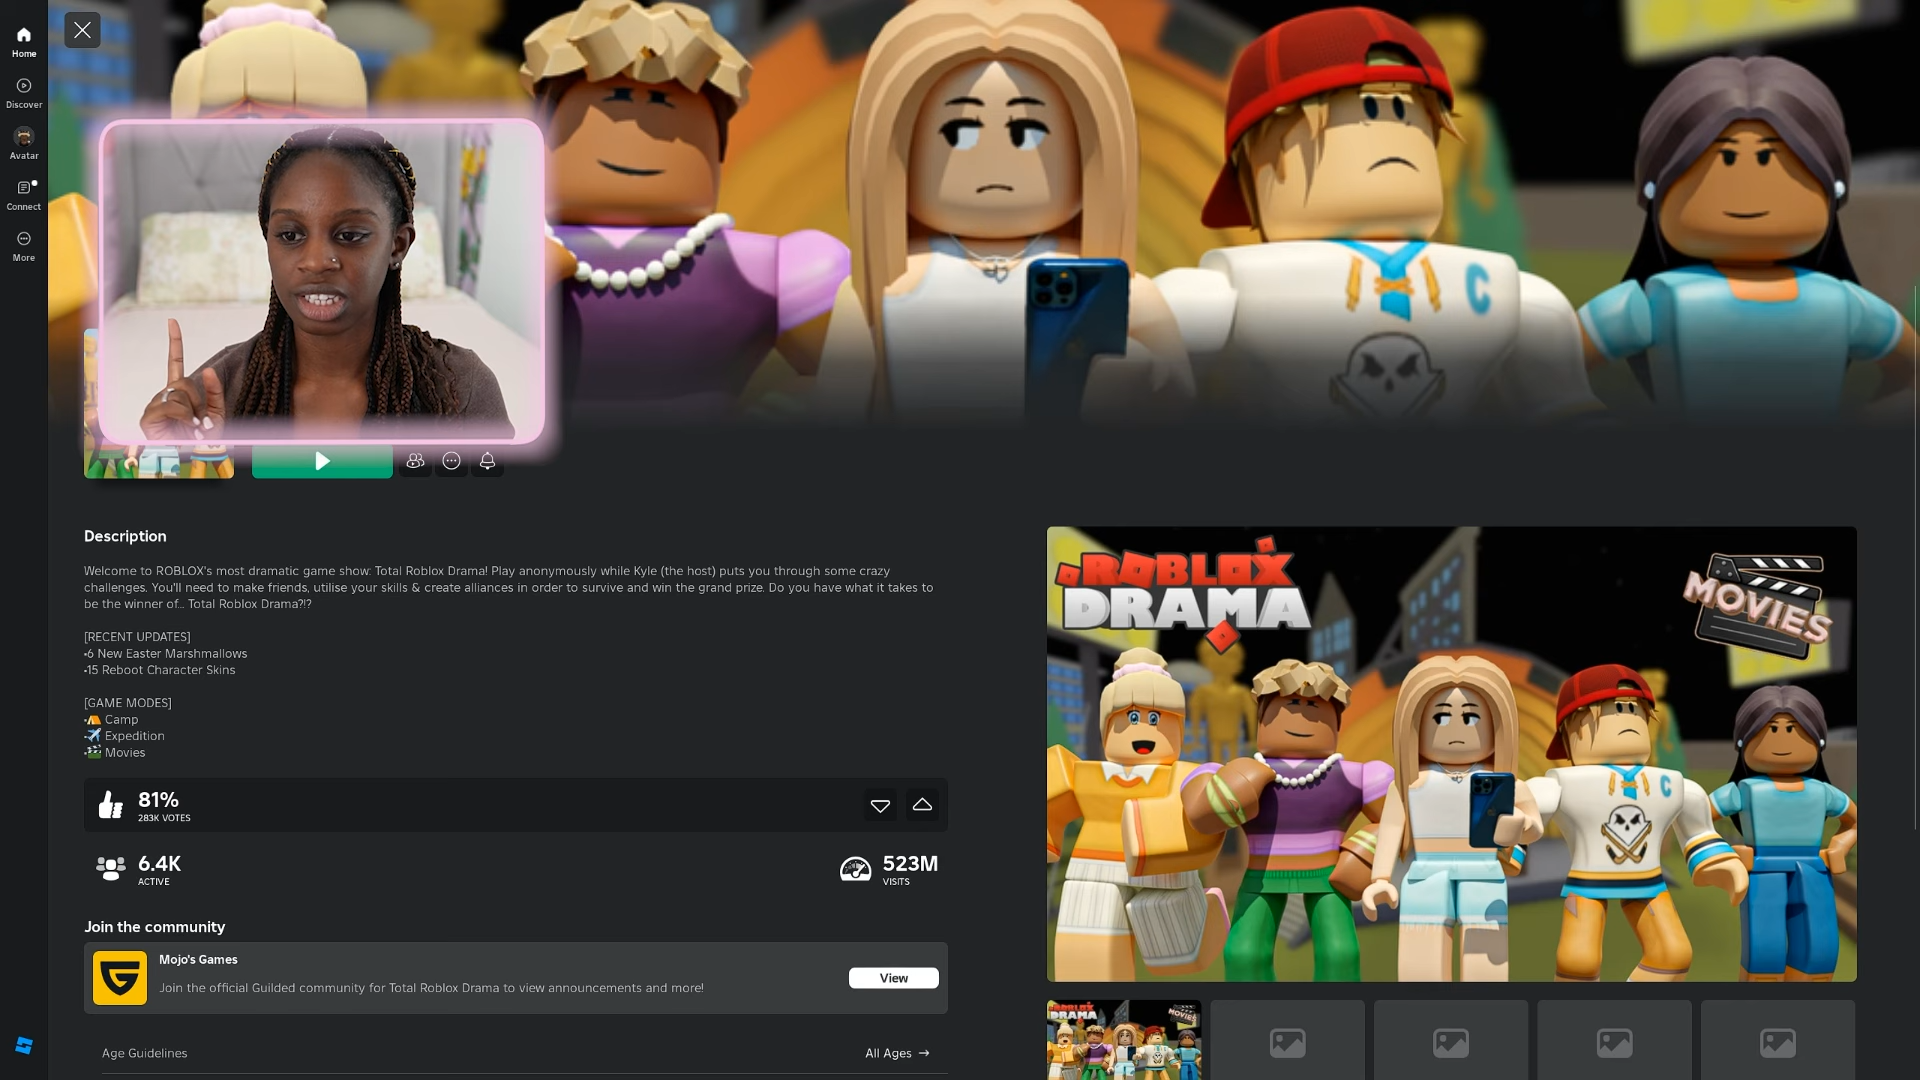 Home
Discover
Avatar
Connect
More
Description
Welcome to ROBLOX's most dramatic game show: Total Roblox Drama! Play anonymously while Kyle (the host) puts you through some crazy
challenges. You'll need to make friends, utilise your skills & create alliances in order to survive and win the grand prize. Do you have what it takes to
be the winner of... Total Roblox Drama?!?
[RECENT UPDATES]
•6 New Easter Marshmallows
•15 Reboot Character Skins
[GAME MODES]
•⛺ Camp
•✈️ Expedition
•🎬 Movies
81%
283K VOTES
6.4K
ACTIVE
523M
VISITS
Join the community
Mojo's Games
Join the official Guilded community for Total Roblox Drama to view announcements and more!
View
Age Guidelines
All Ages →
ROBLOX
DRAMA
MOVIES
C
C
ROBLOX
DRAMA
MOVIES